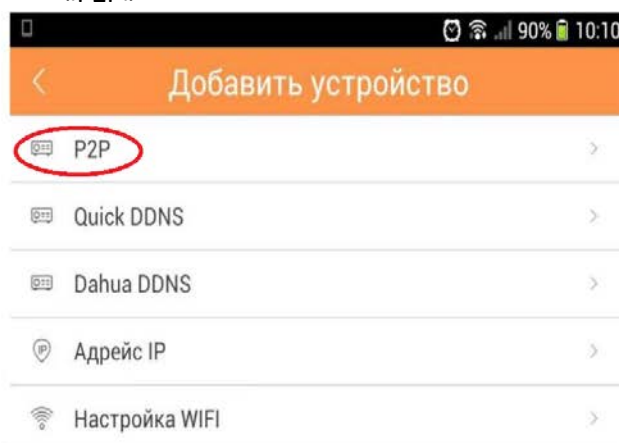 90% 10:10
Добавить устройство
P2P
Quick DDNS
Dahua DDNS
Адрейс IP
Настройка WIFI